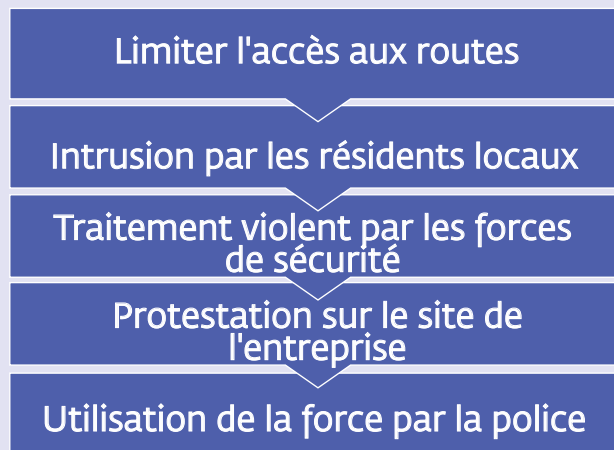 Limiter l'accès aux routes
Intrusion par les résidents locaux
Traitement violent par les forces
de sécurité
Protestation sur le site de
l'entreprise
Utilisation de la force par la police